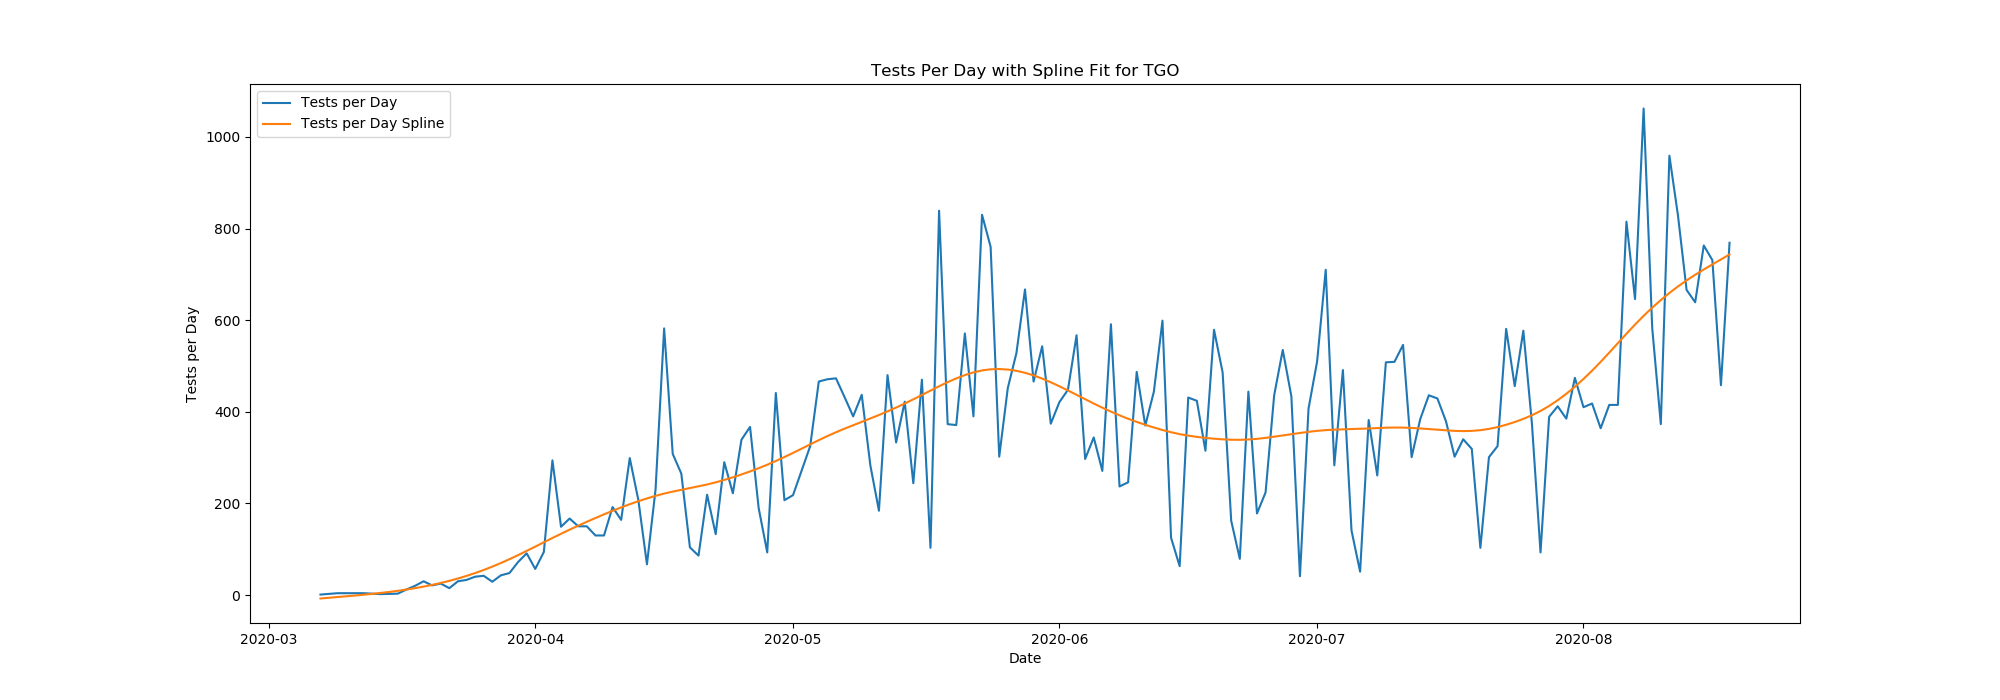 Tests Per Day with Spline Fit for TGO
Tests per Day
Tests per Day Spline
Tests per Day
1000
800
600
400
200
0
2020-03 2020-04 2020-05 2020-06 2020-07 2020-08
Date